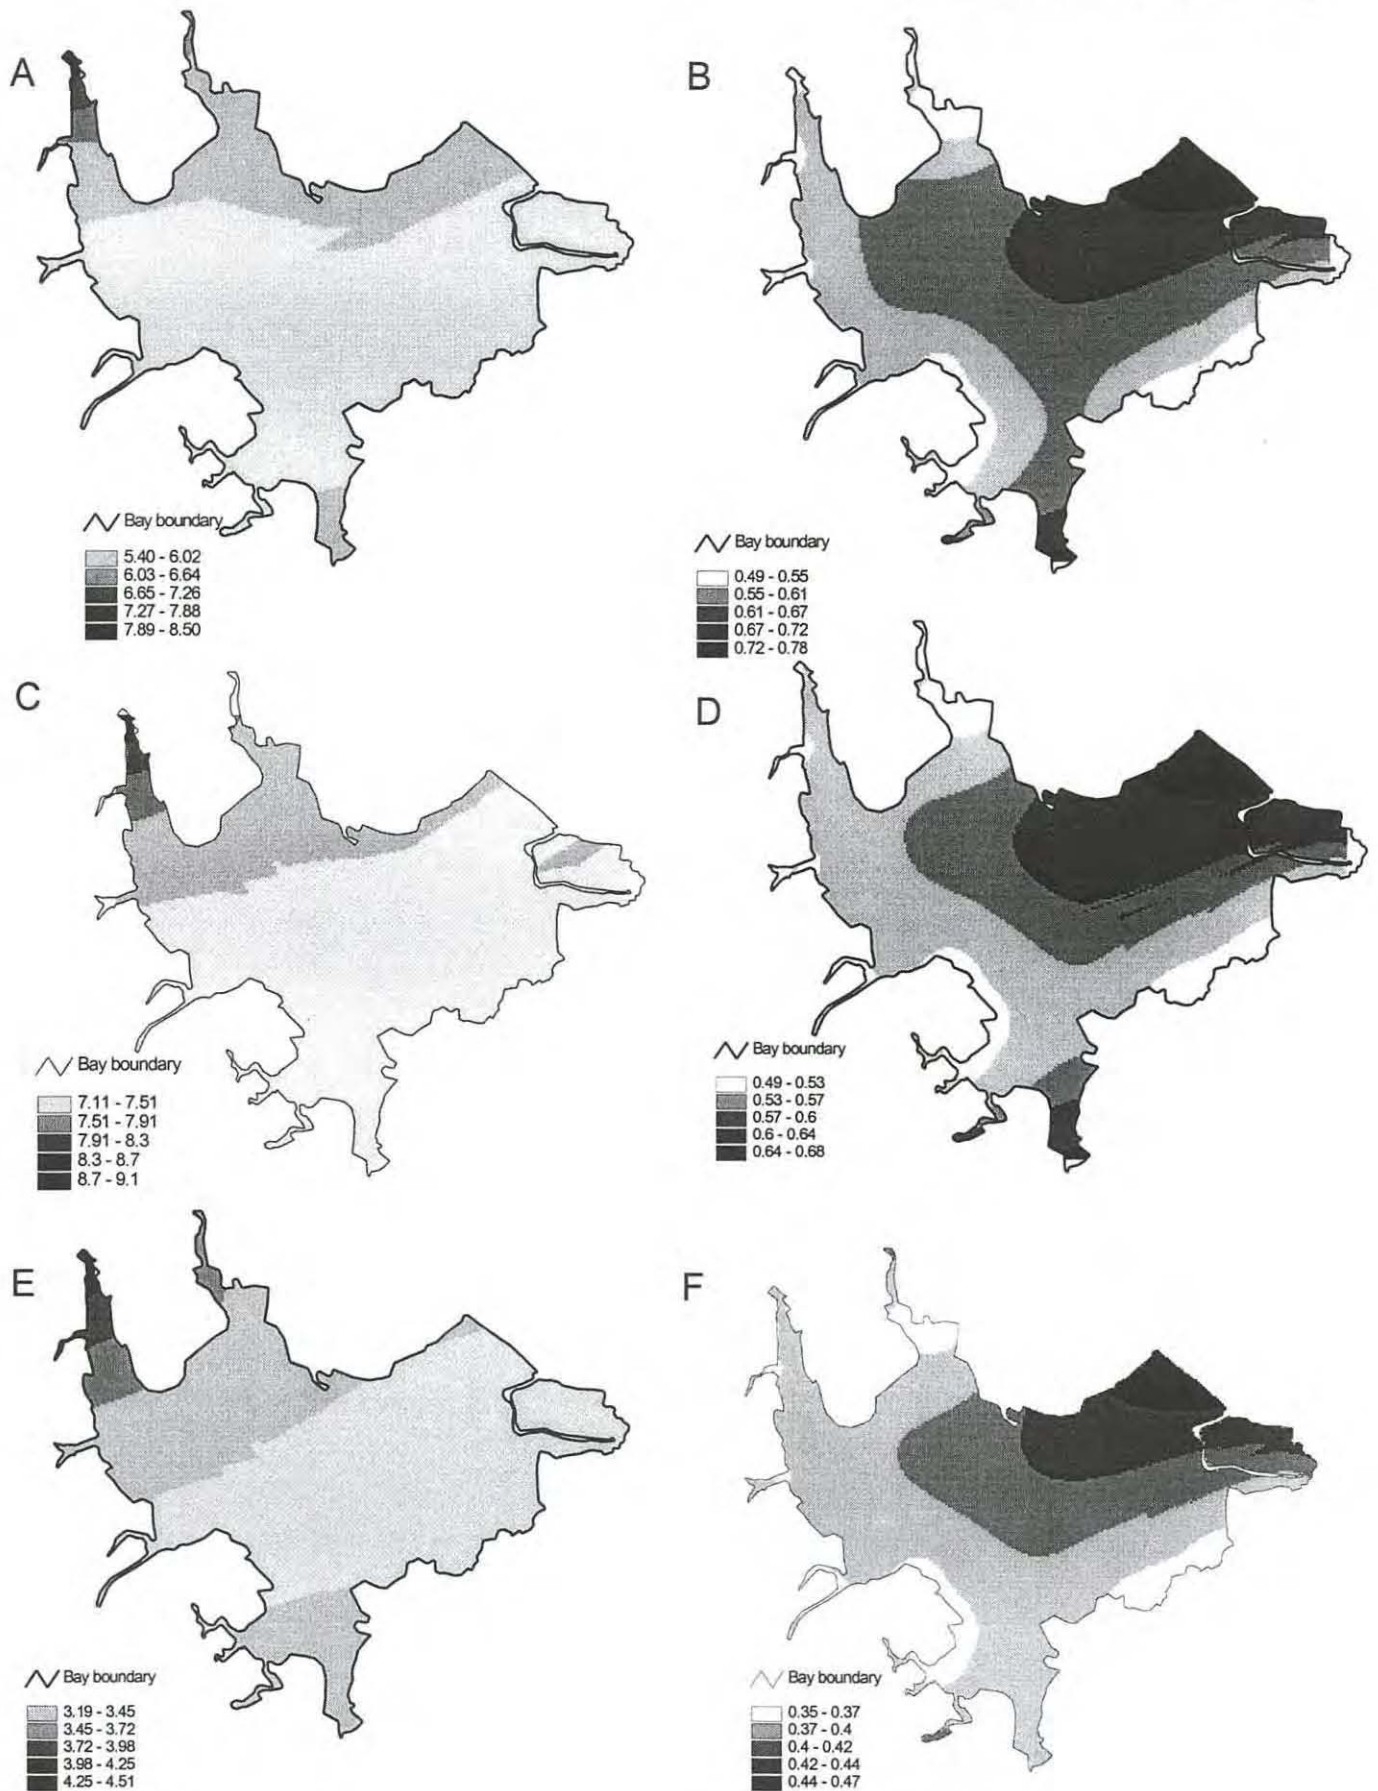 A
Bay boundary
5.40 - 6.02
6.03 - 6.64
6.65 - 7.26
7.27 - 7.88
7.89 - 8.50
B
Bay boundary
0.49 - 0.55
0.55 - 0.61
0.61 - 0.67
0.67 - 0.72
0.72 - 0.78
C
Bay boundary
7.11 - 7.51
7.51 - 7.91
7.91 - 8.3
8.3 - 8.7
8.7 - 9.1
D
Bay boundary
0.49 - 0.53
0.53 - 0.57
0.57 - 0.6
0.6 - 0.64
0.64 - 0.68
E
Bay boundary
3.19 - 3.45
3.45 - 3.72
3.72 - 3.98
3.98 - 4.25
4.25 - 4.51
F
Bay boundary
0.35 - 0.37
0.37 - 0.4
0.4 - 0.42
0.42 - 0.44
0.44 - 0.47